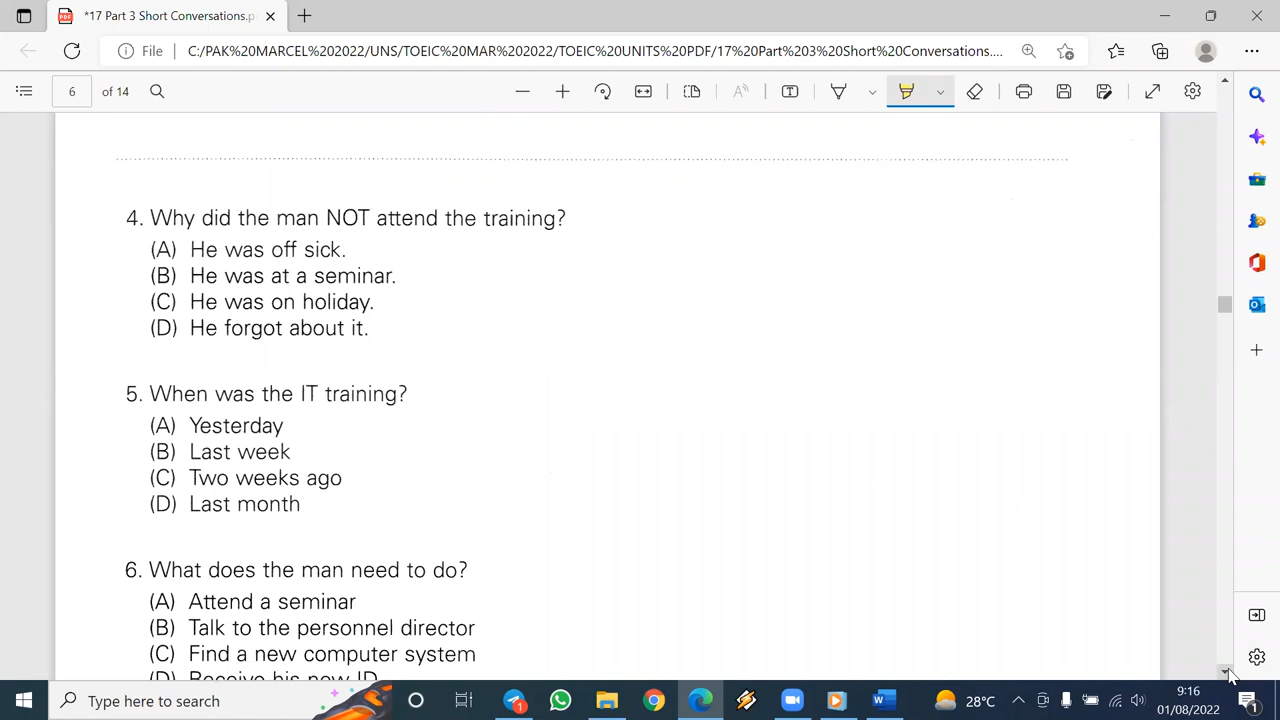 *17 Part 3 Short Conversations.p
File C:/PAK%20MARCEL%202022/UNS/TOEIC%20MAR%202022/TOEIC%20UNITS%20PDF/17%20Part%203%20Short%20Conversations....
6 of 14
4. Why did the man NOT attend the training?
(A) He was off sick.
(B) He was at a seminar.
(C) He was on holiday.
(D) He forgot about it.
5. When was the IT training?
(A) Yesterday
(B) Last week
(C) Two weeks ago
(D) Last month
6. What does the man need to do?
(A) Attend a seminar
(B) Talk to the personnel director
(C) Find a new computer system
(D) Receive his new ID
Type here to search
28°C
9:16
01/08/2022